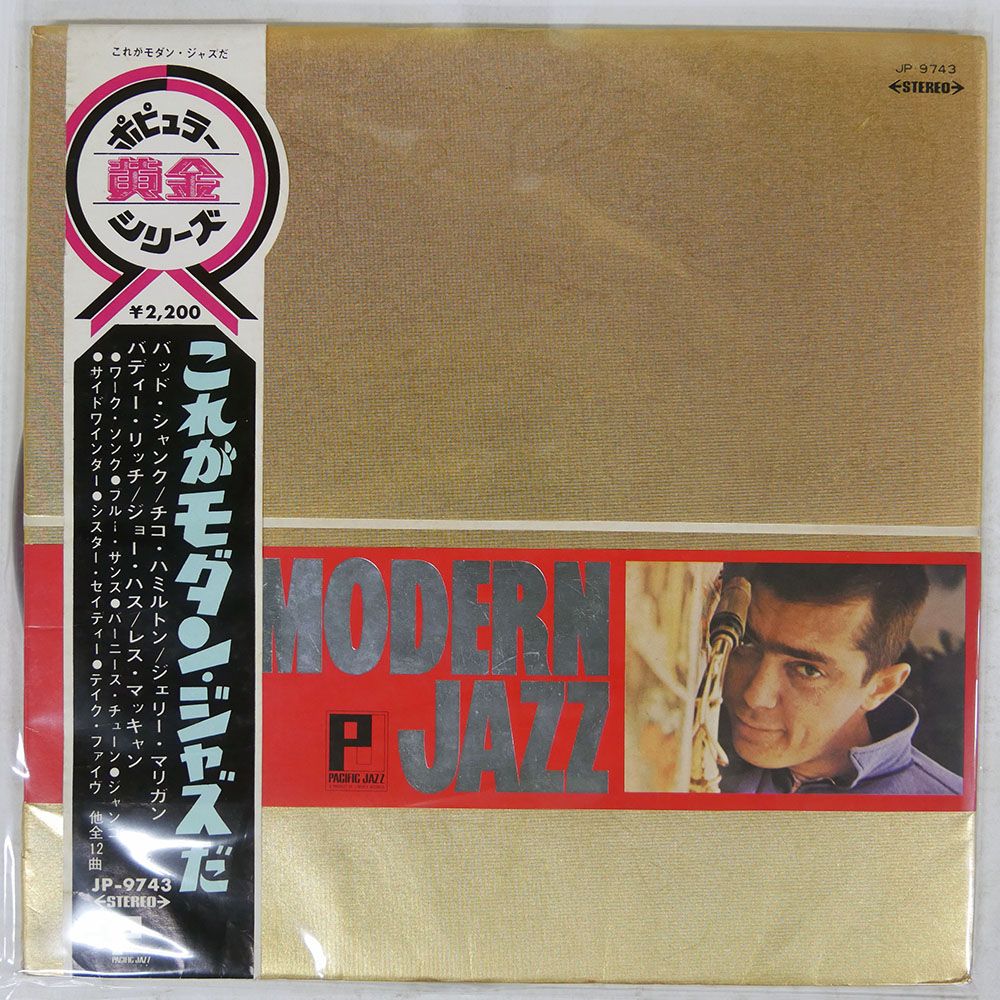 これがモダン・ジャズだ
ポピュラー
黄金
シリーズ
¥2,200
これがモダン・ジャズだ
バッド・シャンク/チコ・ハミルトン/ジェリー・マリガン
バディー・リッチ/ジョー・パス/レス・マッキャン
●ワーク・ソング●ブルー・サンズ●バーニーズ・チューン●ジャンゴ
●サイドワインダー●シスター・セイディー●テイク・ファイヴ 他全12曲
JP-9743
STEREO
PACIFIC JAZZ
JP-9743
STEREO
MODERN
JAZZ
P
PACIFIC JAZZ